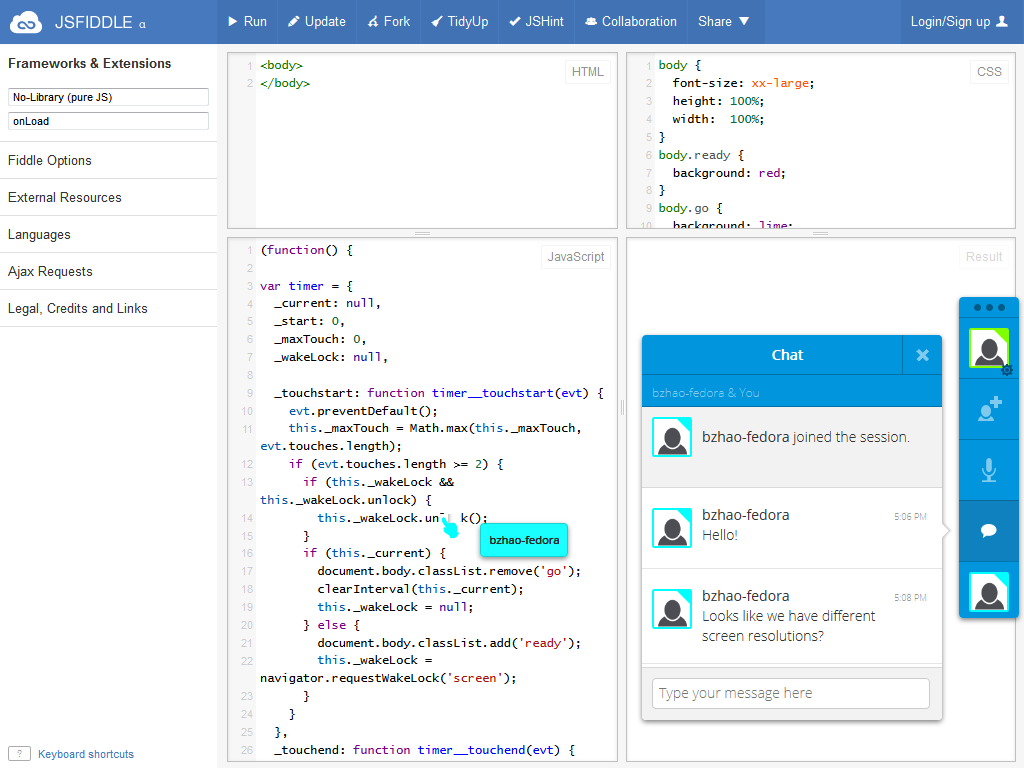 JSFIDDLE α
Run
Update
Fork
TidyUp
JSHint
Collaboration
Share
Login/Sign up
Frameworks & Extensions
No-Library (pure JS)
onLoad
Fiddle Options
External Resources
Languages
Ajax Requests
Legal, Credits and Links
? Keyboard shortcuts
HTML
1 <body>
2 </body>
CSS
1 body {
2 font-size: xx-large;
3 height: 100%;
4 width: 100%;
5 }
6 body.ready {
7 background: red;
8 }
9 body.go {
10 background: lime;
JavaScript
1 (function() {
2
3 var timer = {
4 _current: null,
5 _start: 0,
6 _maxTouch: 0,
7 _wakeLock: null,
8
9 _touchstart: function timer__touchstart(evt) {
10 evt.preventDefault();
11 this._maxTouch = Math.max(this._maxTouch,
evt.touches.length);
12 if (evt.touches.length >= 2) {
13 if (this._wakeLock &&
this._wakeLock.unlock) {
14 this._wakeLock.unl k();
15 }
16 if (this._current) {
17 document.body.classList.remove('go');
18 clearInterval(this._current);
19 this._wakeLock = null;
20 } else {
21 document.body.classList.add('ready');
22 this._wakeLock =
navigator.requestWakeLock('screen');
23 }
24 }
25 },
26 _touchend: function timer__touchend(evt) {
bzhao-fedora
Result
Chat
bzhao-fedora & You
bzhao-fedora joined the session.
bzhao-fedora 5:06 PM
Hello!
bzhao-fedora 5:08 PM
Looks like we have different
screen resolutions?
Type your message here